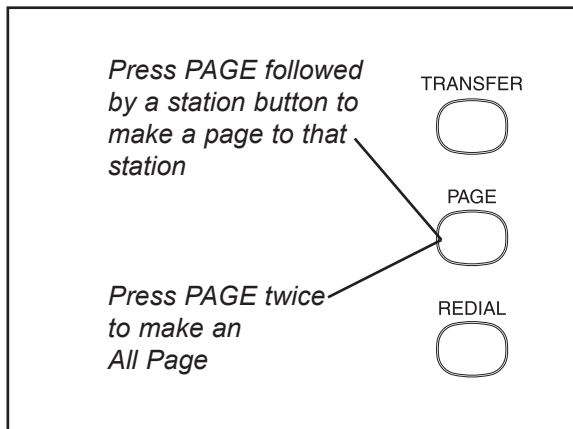 Press PAGE followed
by a station button to
make a page to that
station
TRANSFER
PAGE
Press PAGE twice
to make an
All Page
REDIAL